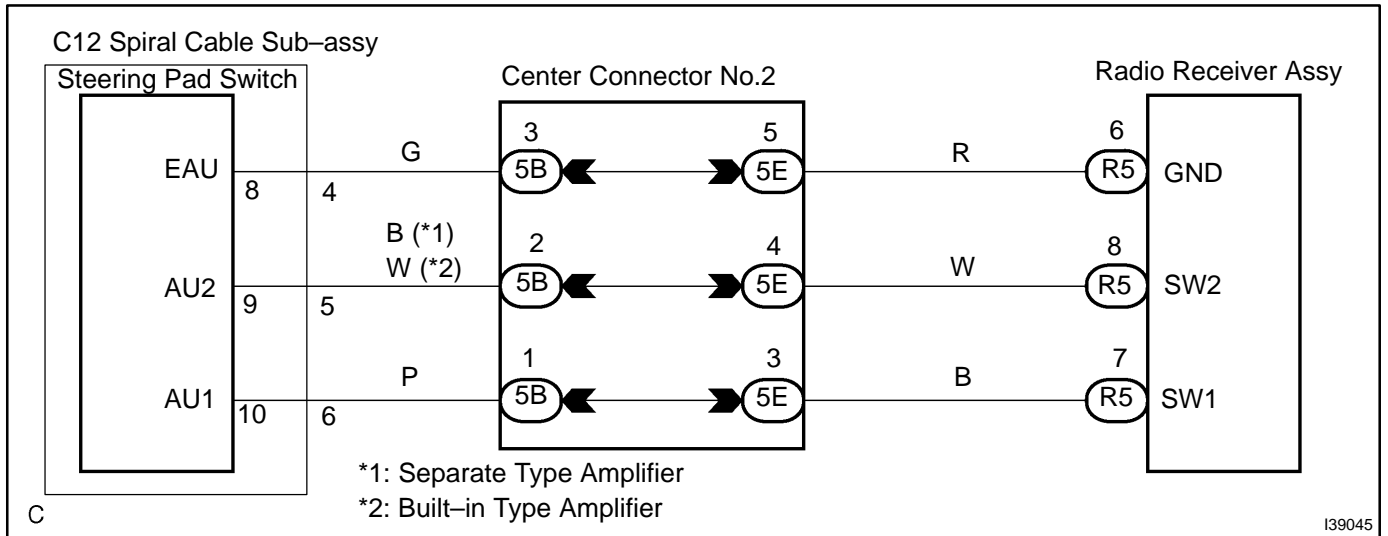 C12 Spiral Cable Sub–assy
Steering Pad Switch
Center Connector No.2
Radio Receiver Assy
EAU
8
4
G
3
5B
5
5E
R
6
R5
GND
AU2
9
5
B (*1)
W (*2)
2
5B
4
5E
W
8
R5
SW2
AU1
10
6
P
1
5B
3
5E
B
7
R5
SW1
*1: Separate Type Amplifier
*2: Built–in Type Amplifier
C
I39045